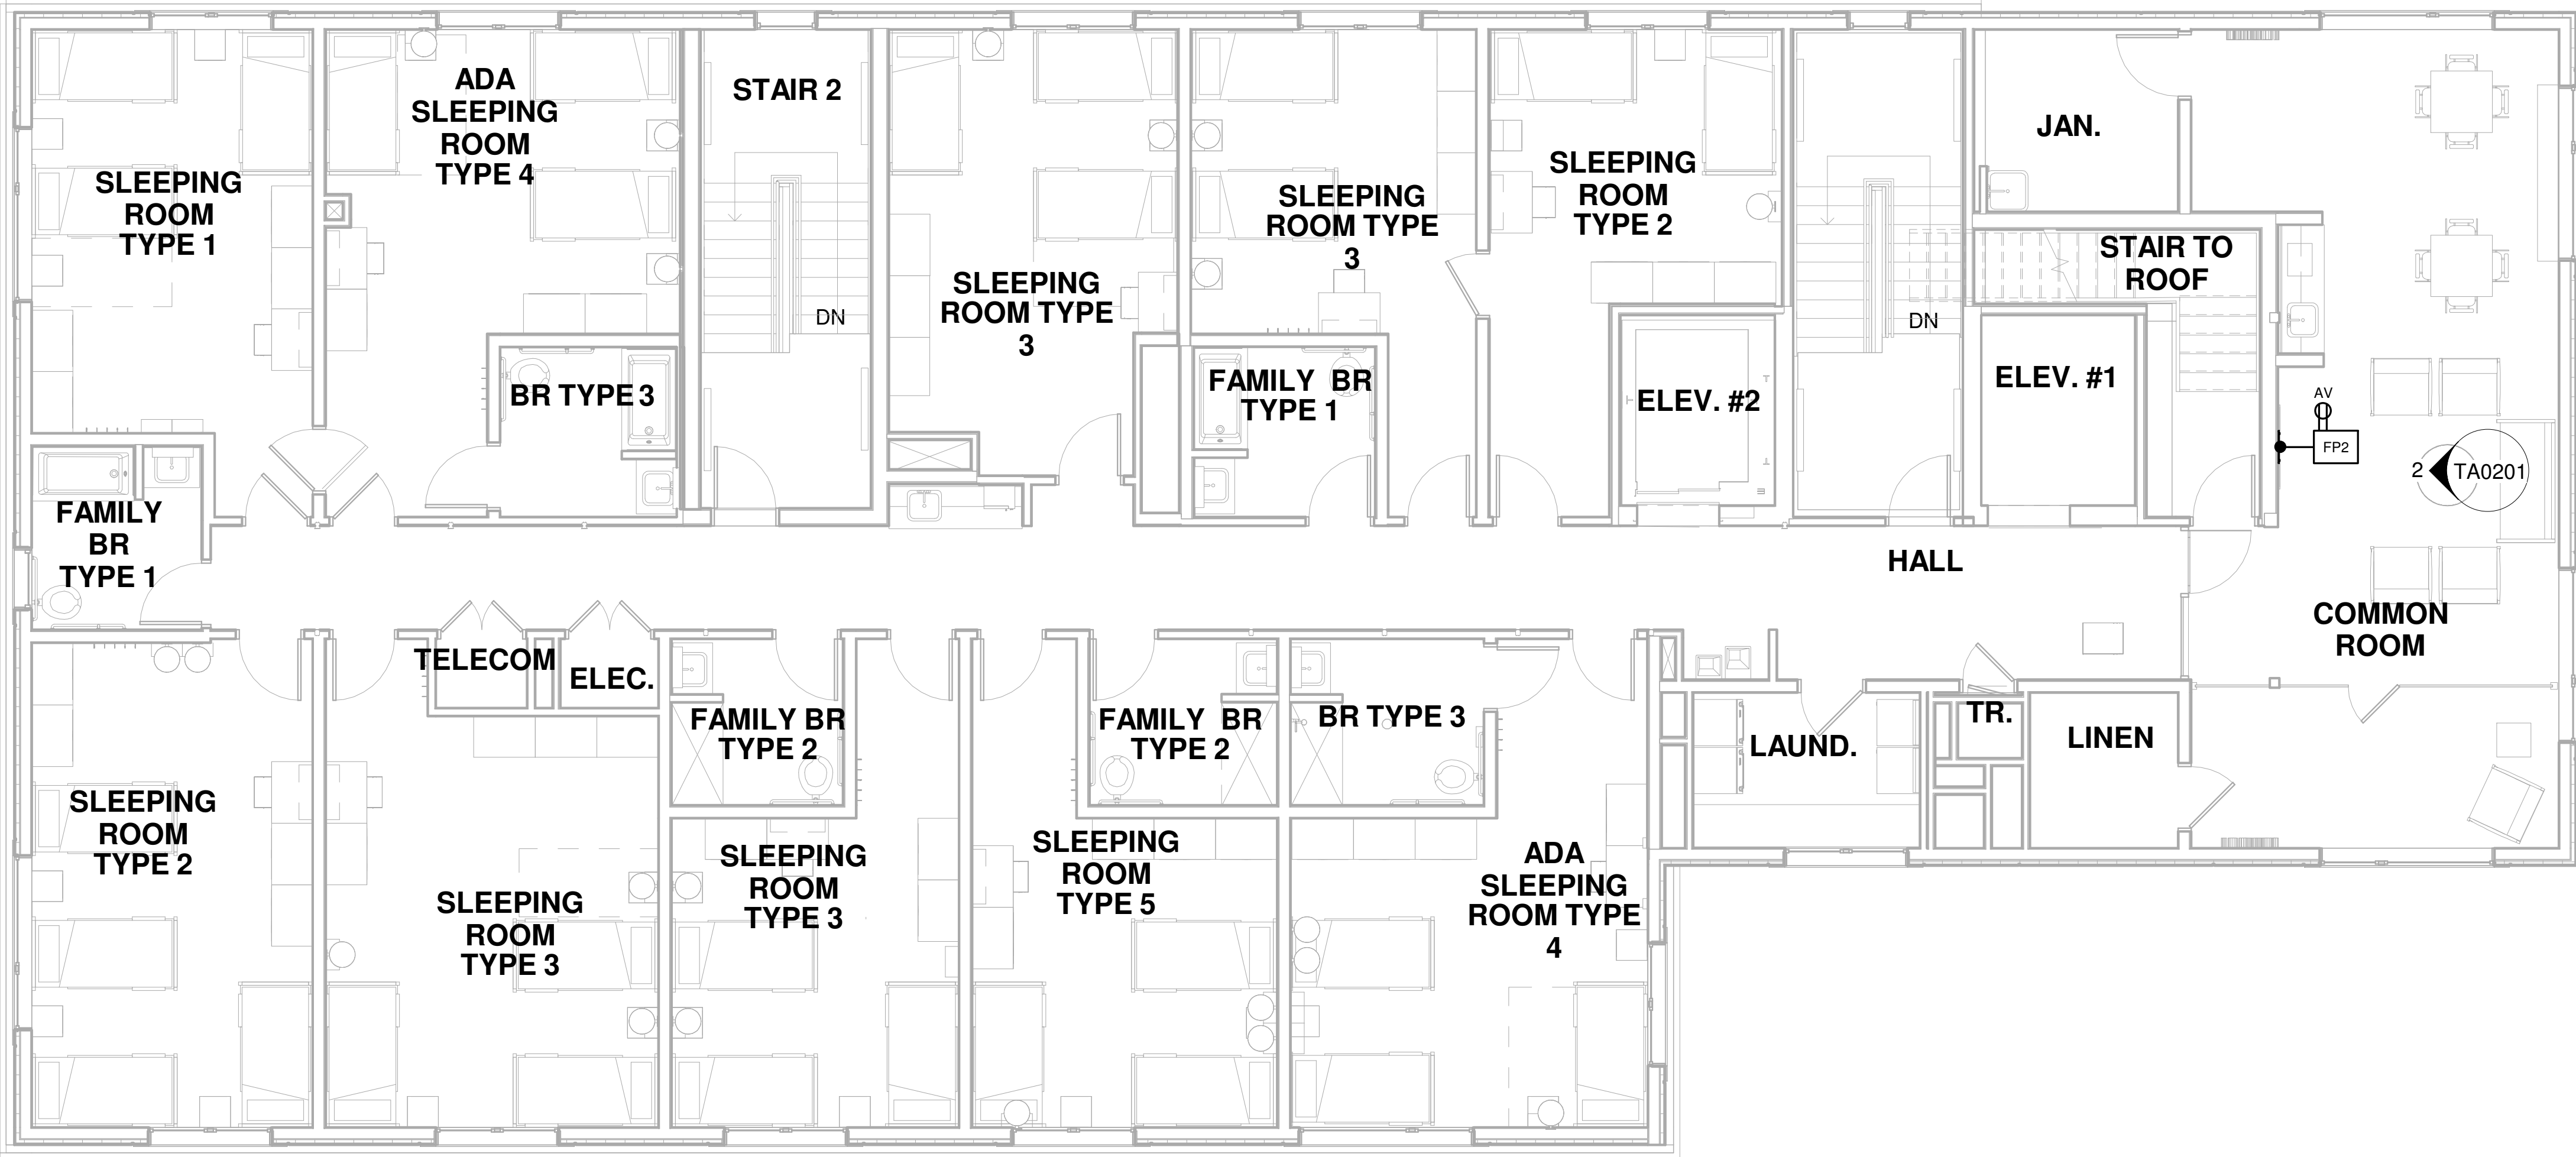 SLEEPING
ROOM
TYPE 1
ADA
SLEEPING
ROOM
TYPE 4
STAIR 2
DN
BR TYPE 3
SLEEPING
ROOM TYPE
3
SLEEPING
ROOM TYPE
3
FAMILY BR
TYPE 1
SLEEPING
ROOM
TYPE 2
ELEV. #2
DN
JAN.
STAIR TO
ROOF
ELEV. #1
AV
FP2
2
TA0201
FAMILY
BR
TYPE 1
HALL
COMMON
ROOM
TELECOM
ELEC.
FAMILY BR
TYPE 2
FAMILY BR
TYPE 2
BR TYPE 3
LAUND.
TR.
LINEN
SLEEPING
ROOM
TYPE 2
SLEEPING
ROOM
TYPE 3
SLEEPING
ROOM
TYPE 3
SLEEPING
ROOM
TYPE 5
ADA
SLEEPING
ROOM TYPE
4